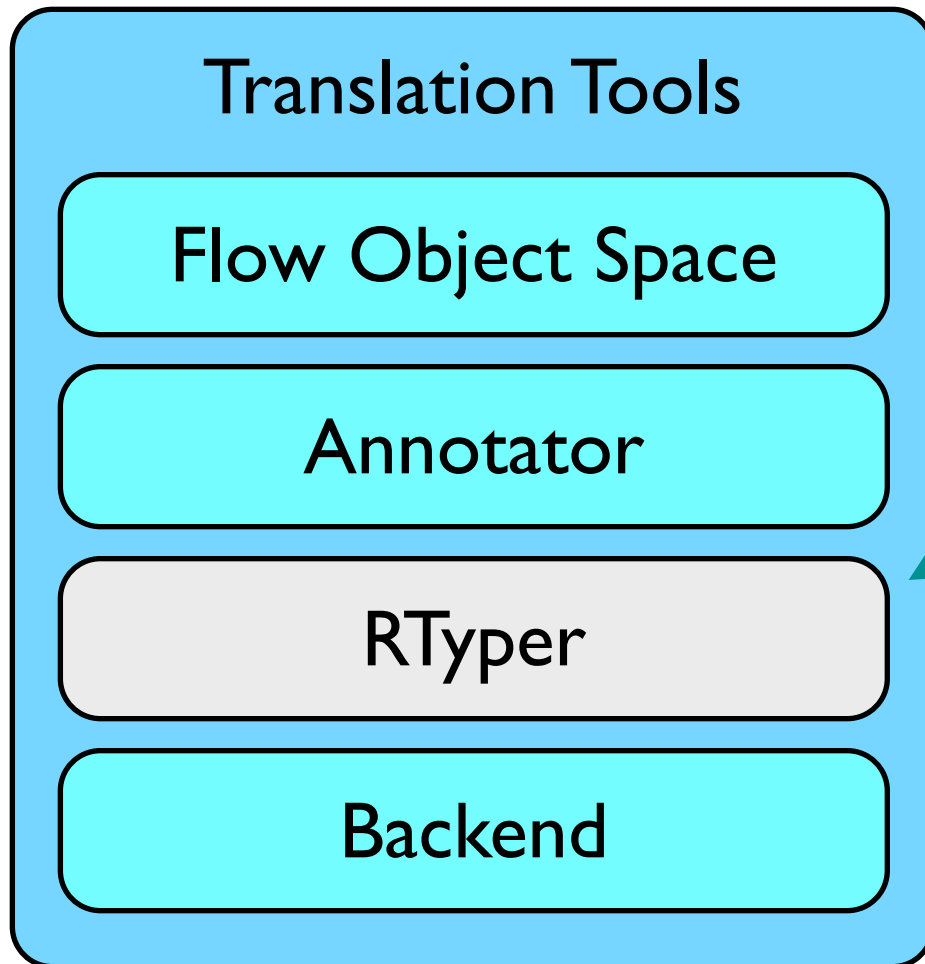 Translation Tools
Flow Object Space
Annotator
RTyper
Backend